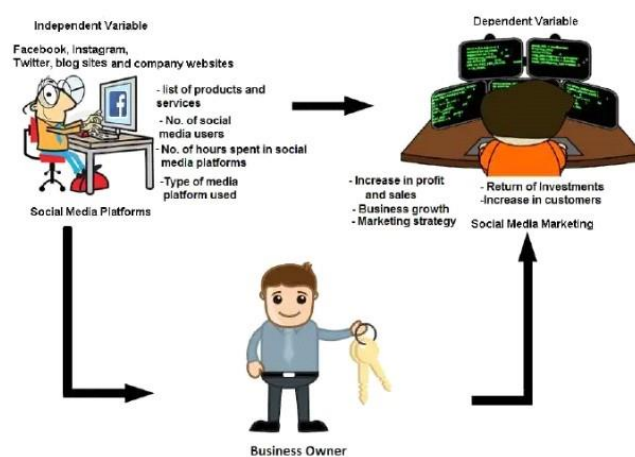 Independent Variable
Facebook, Instagram,
Twitter, blog sites and company websites
- list of products and
services
- No. of social
media users
- No. of hours spent in social
media platforms
-Type of media
platform used
Social Media Platforms
Dependent Variable
- Increase in profit
and sales
- Business growth
- Marketing strategy
- Return of Investments
-Increase in customers
Social Media Marketing
Business Owner